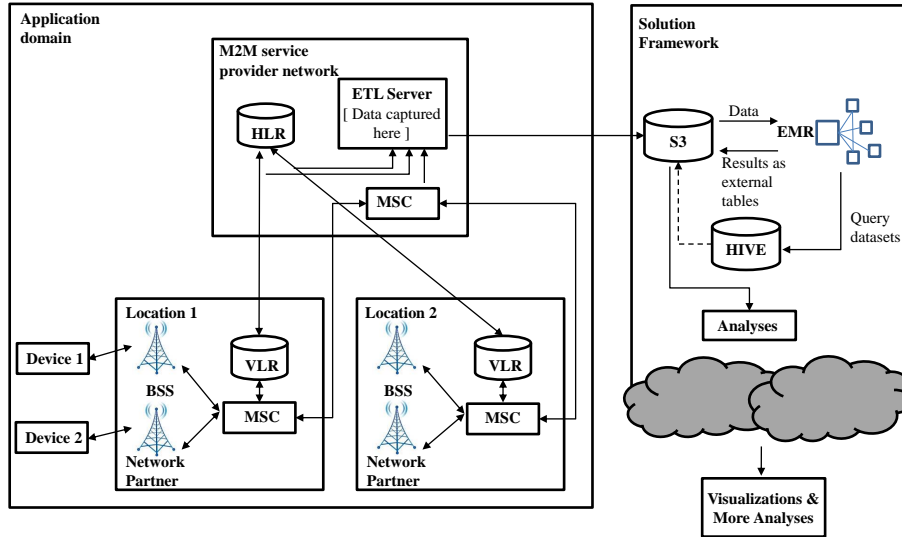 Application
domain
M2M service
provider network
ETL Server
[ Data captured
here ]
HLR
MSC
Location 1
VLR
BSS
MSC
Network
Partner
Device 1
Device 2
Location 2
VLR
BSS
MSC
Network
Partner
Solution
Framework
S3
Data
EMR
Results as
external
tables
Query
datasets
HIVE
Analyses
Visualizations &
More Analyses